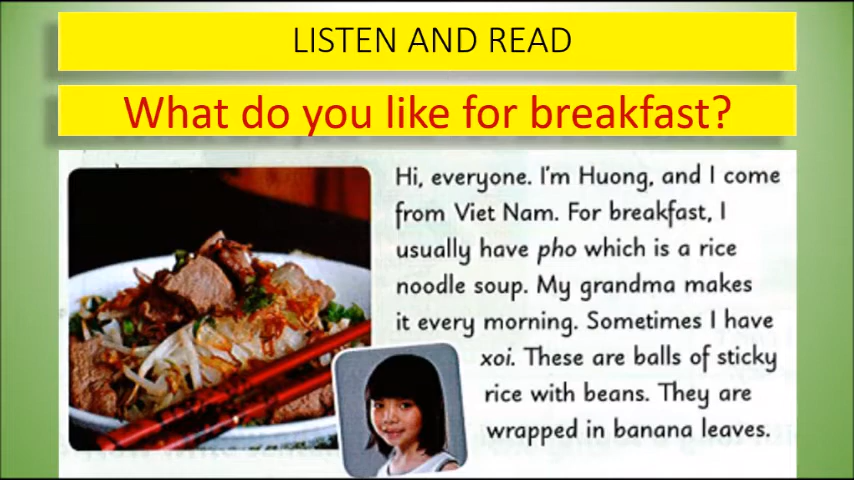 LISTEN AND READ
What do you like for breakfast?
Hi, everyone. I'm Huong, and I come
from Viet Nam. For breakfast, I
usually have pho which is a rice
noodle soup. My grandma makes
it every morning. Sometimes I have
xoi. These are balls of sticky
rice with beans. They are
wrapped in banana leaves.